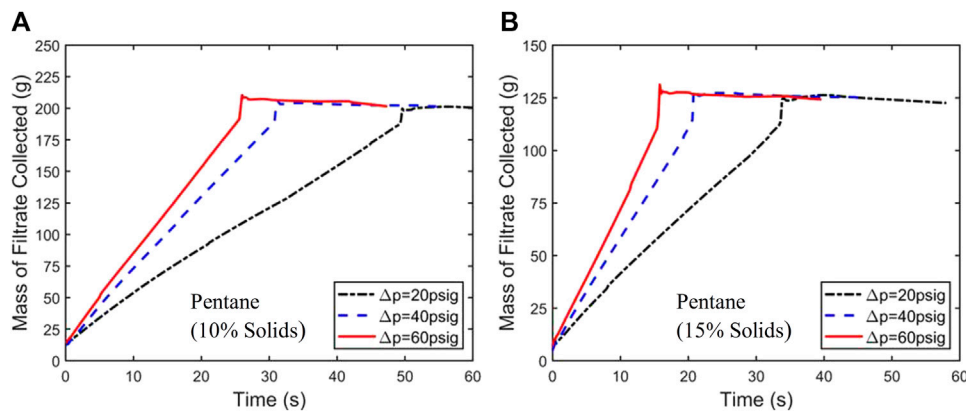 A
B
250
225
200
175
150
125
100
75
50
25
0
Mass of Filtrate Collected (g)
0 10 20 30 40 50 60
Time (s)
Pentane
(10% Solids)
Δp=20psig
Δp=40psig
Δp=60psig
150
125
100
75
50
25
0
Mass of Filtrate Collected (g)
0 10 20 30 40 50 60
Time (s)
Pentane
(15% Solids)
Δp=20psig
Δp=40psig
Δp=60psig